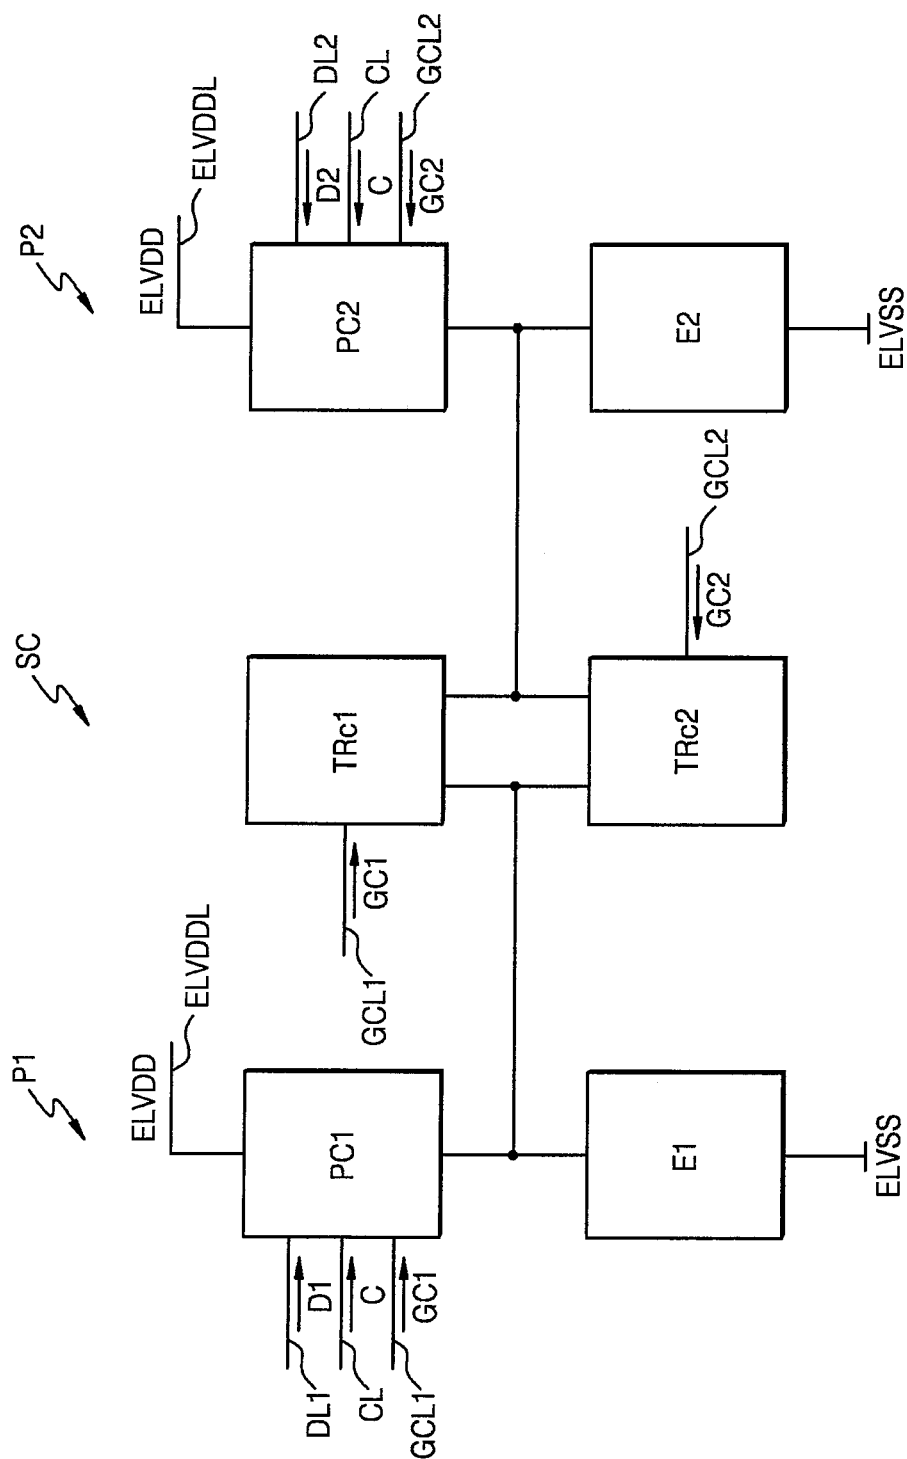 P1
SC
P2
ELVDD
ELVDDL
ELVDD
ELVDDL
DL1
D1
CL
C
GCL1
GC1
PC1
GCL1
GC1
TRc1
PC2
DL2
D2
CL
C
GCL2
GC2
E1
TRc2
GCL2
GC2
E2
ELVSS
ELVSS